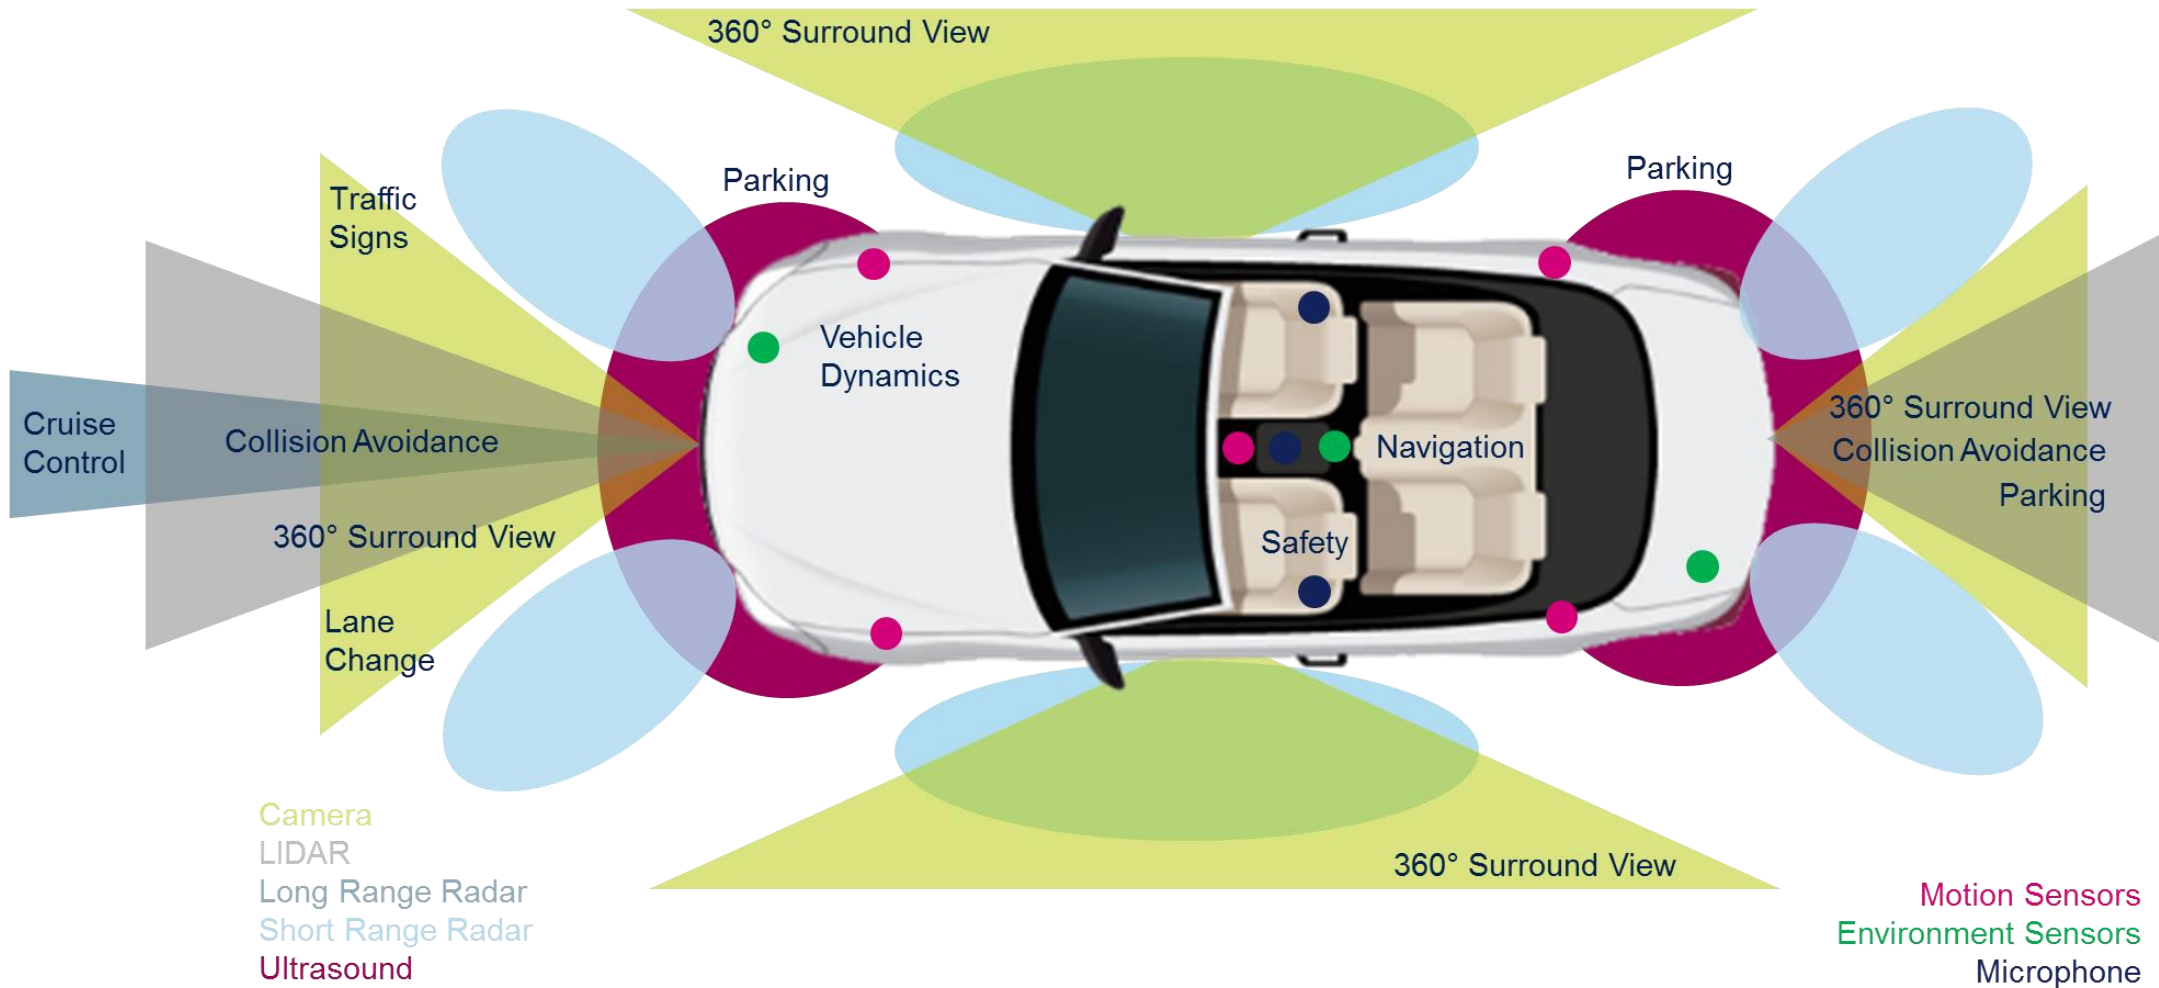 360° Surround View
Parking
Parking
Traffic
Signs
Vehicle
Dynamics
Cruise
Control
Collision Avoidance
360° Surround View
Lane
Change
Navigation
Safety
360° Surround View
Collision Avoidance
Parking
360° Surround View
Camera
LIDAR
Long Range Radar
Short Range Radar
Ultrasound
Motion Sensors
Environment Sensors
Microphone